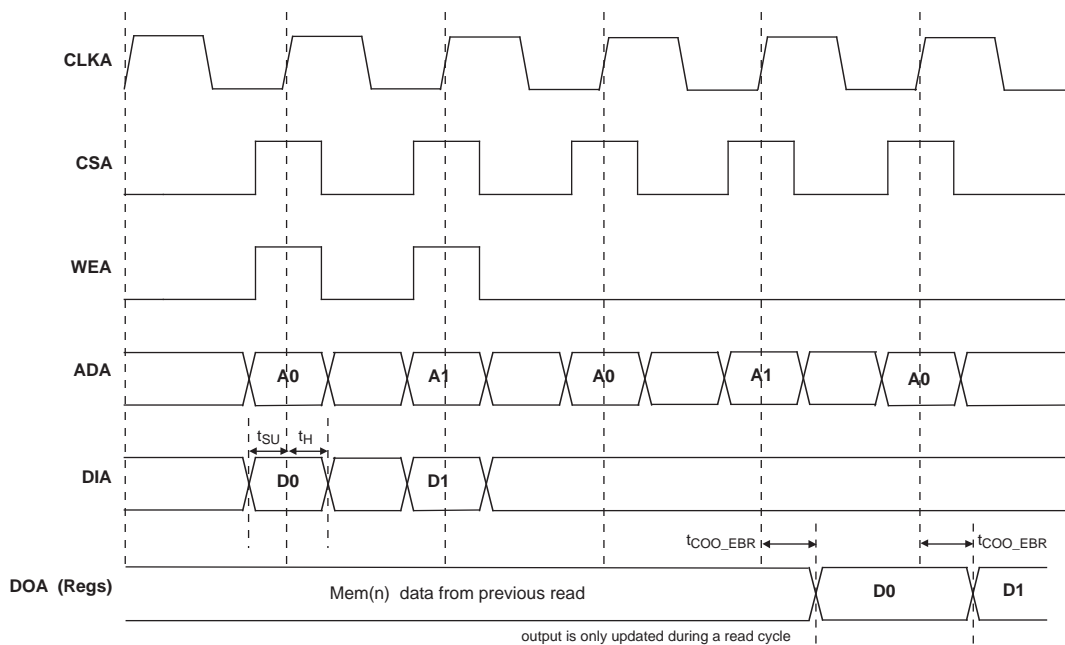 CLKA
CSA
WEA
ADA A0 A1 A0 A1 A0
tSU tH
DIA D0 D1
tCOO_EBR tCOO_EBR
DOA (Regs) Mem(n) data from previous read D0 D1
output is only updated during a read cycle